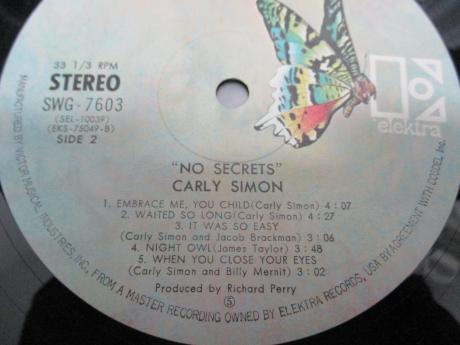 33 1/3 RPM
STEREO
SWG-7603
(SEL-10039)
(EKS-75049-B)
SIDE 2
elektra
"NO SECRETS"
CARLY SIMON
1. EMBRACE ME, YOU CHILD(Carly Simon) 4:07
2. WAITED SO LONG(Carly Simon) 4:27
3. IT WAS SO EASY
(Carly Simon and Jacob Brackman) 3:06
4. NIGHT OWL(James Taylor) 3:48
5. WHEN YOU CLOSE YOUR EYES
(Carly Simon and Billy Mernit) 3:02
Produced by Richard Perry
Ⓢ
MANUFACTURED BY VICTOR MUSICAL INDUSTRIES, INC. FROM A MASTER RECORDING OWNED BY ELEKTRA RECORDS, USA BY AGREEMENT WITH CCIDEL Inc.